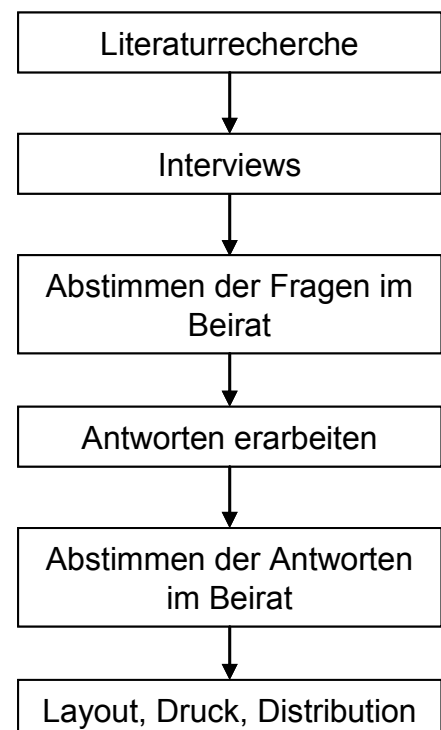 Literaturrecherche
Interviews
Abstimmen der Fragen im
Beirat
Antworten erarbeiten
Abstimmen der Antworten
im Beirat
Layout, Druck, Distribution